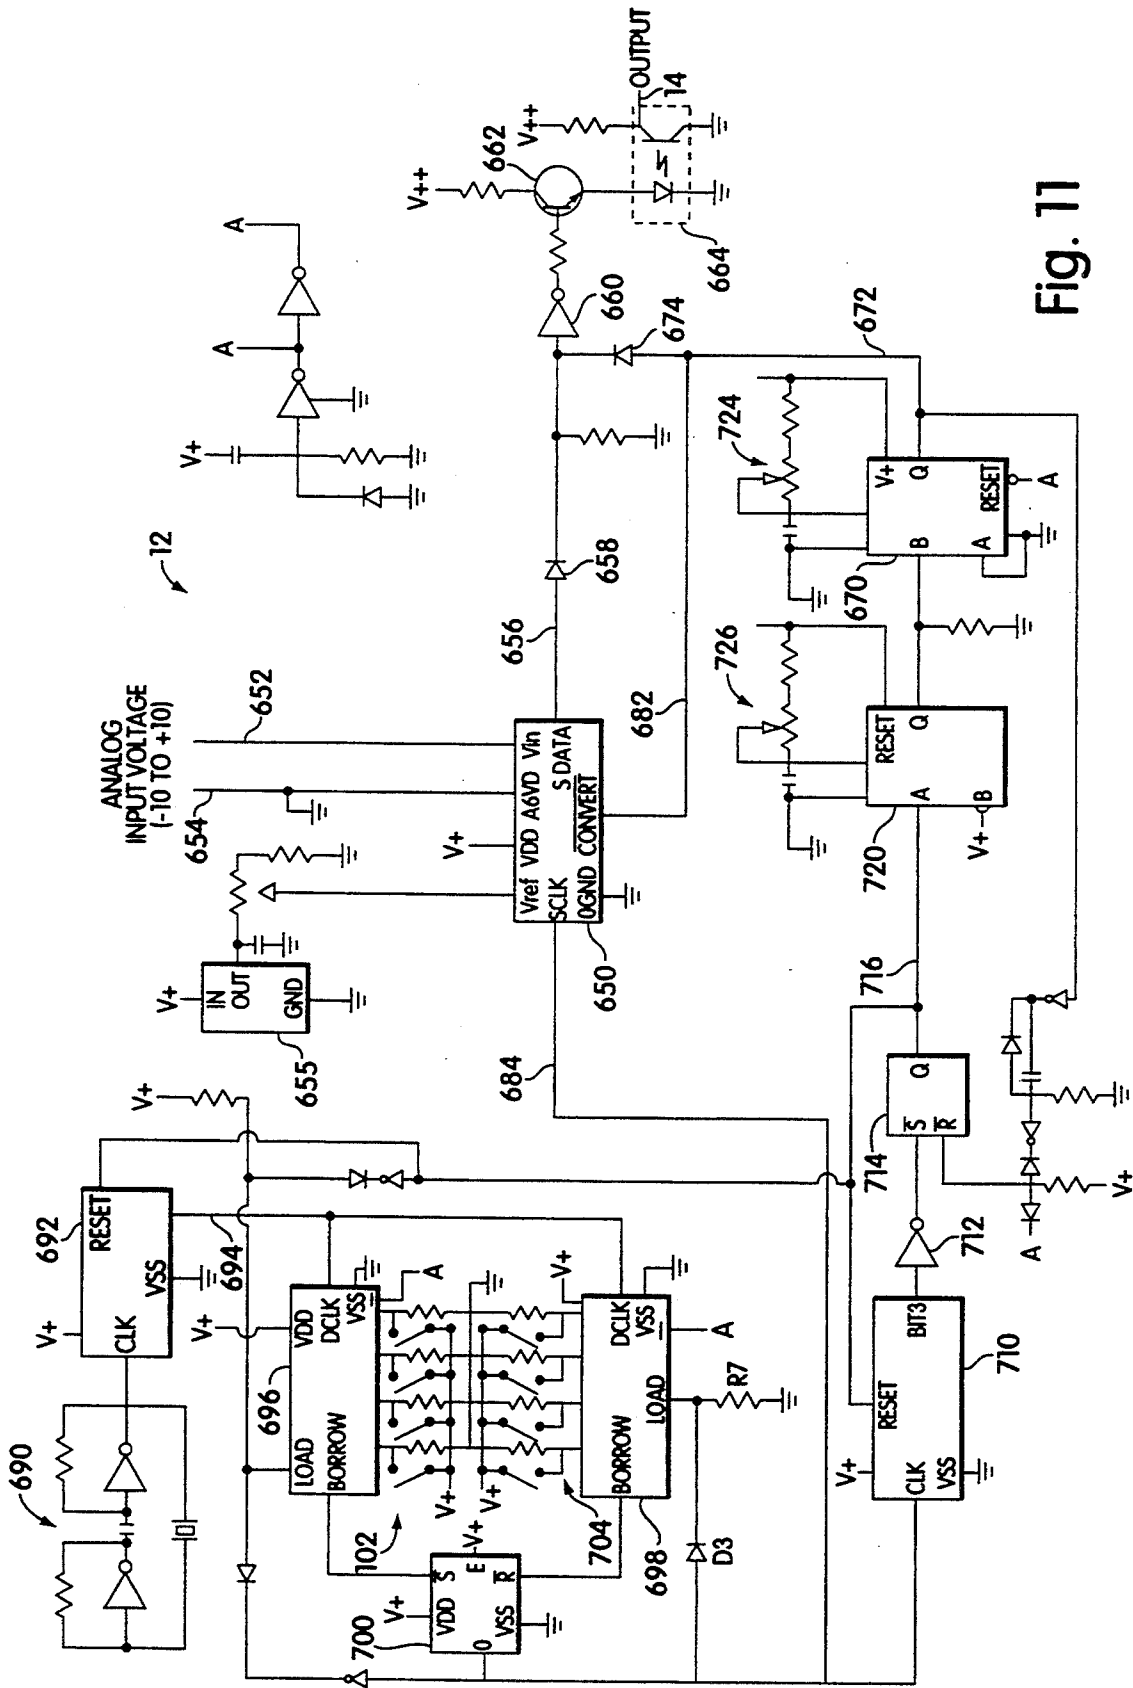 12
ANALOG
INPUT VOLTAGE
(-10 TO +10)
654
652
V+
IN
OUT
GND
655
V+
Vref VDD A6VD Vin
SCLK
S DATA
0GND CONVERT
650
684
656
658
682
V+
A
A
660
V++
662
V++
OUTPUT
14
664
674
672
690
V+
CLK
RESET
VSS
692
694
V+
V+
LOAD VDD
DCLK
BORROW VSS
696
A
V+
V+
102
704
V+
BORROW DCLK
LOAD VSS
698
A
R7
D3
V+
VDD
S
E V+
0
VSS R
700
V+
RESET
CLK
VSS
BIT3
710
712
S
R
Q
714
716
A
V+
726
RESET
A Q
B
720
V+
724
V+
B Q
A RESET
670
A
Fig. 11